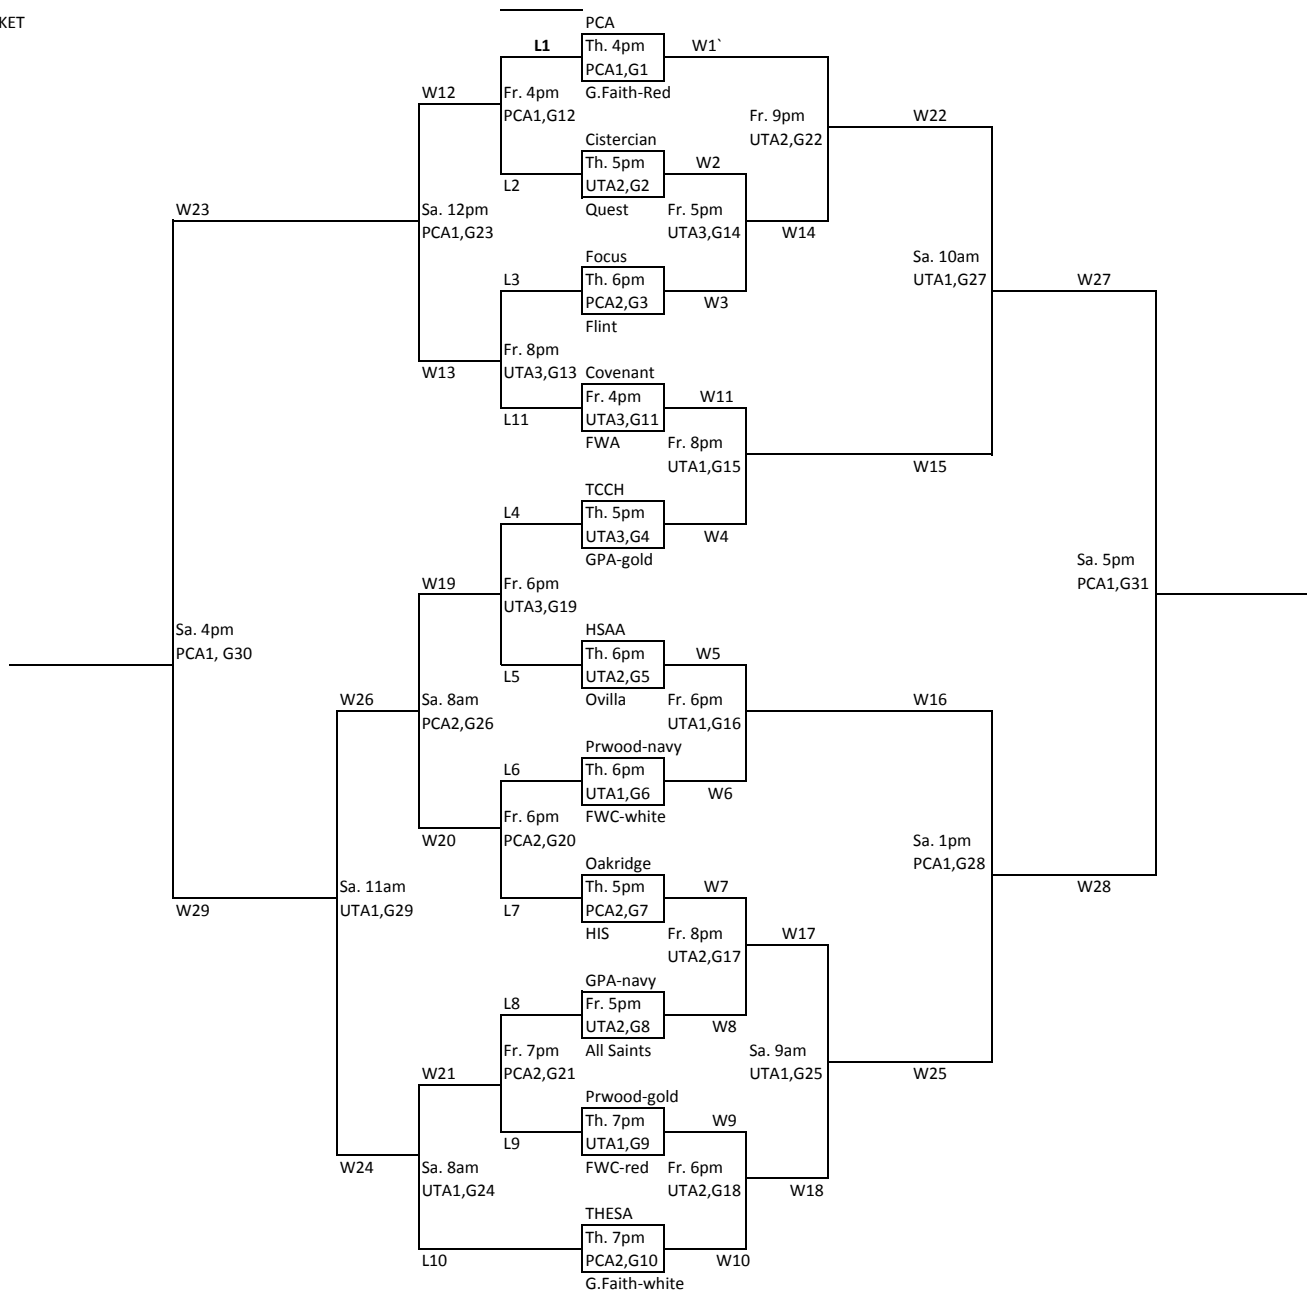 KET
PCA
L1
Th. 4pm
W1`
PCA1,G1
W12
Fr. 4pm
G.Faith-Red
PCA1,G12
Fr. 9pm
W22
UTA2,G22
Cistercian
Th. 5pm
W2
L2
UTA2,G2
W23
Sa. 12pm
Quest
Fr. 5pm
PCA1,G23
UTA3,G14
W14
Focus
Sa. 10am
L3
Th. 6pm
UTA1,G27
W27
PCA2,G3
W3
Flint
Fr. 8pm
W13
UTA3,G13
Covenant
Fr. 4pm
W11
L11
UTA3,G11
FWA
Fr. 8pm
UTA1,G15
W15
TCCH
L4
Th. 5pm
UTA3,G4
W4
GPA-gold
Sa. 5pm
W19
Fr. 6pm
PCA1,G31
UTA3,G19
Sa. 4pm
HSAA
PCA1, G30
Th. 6pm
W5
L5
UTA2,G5
W26
Sa. 8am
Ovilla
Fr. 6pm
W16
PCA2,G26
UTA1,G16
Prwood-navy
L6
Th. 6pm
UTA1,G6
W6
Fr. 6pm
FWC-white
W20
PCA2,G20
Sa. 1pm
Oakridge
PCA1,G28
Sa. 11am
Th. 5pm
W7
W28
W29
UTA1,G29
L7
PCA2,G7
HIS
Fr. 8pm
W17
UTA2,G17
GPA-navy
L8
Fr. 5pm
UTA2,G8
W8
Fr. 7pm
All Saints
Sa. 9am
W21
PCA2,G21
UTA1,G25
W25
Prwood-gold
Th. 7pm
W9
L9
UTA1,G9
W24
Sa. 8am
FWC-red
Fr. 6pm
UTA1,G24
UTA2,G18
W18
THESA
Th. 7pm
L10
PCA2,G10
W10
G.Faith-white